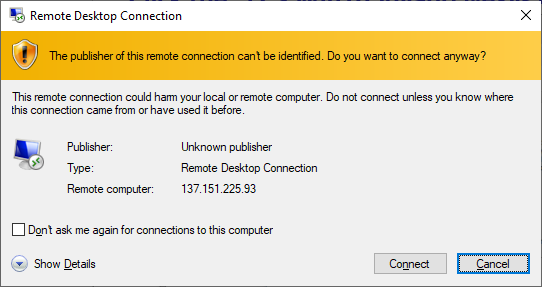 Remote Desktop Connection
The publisher of this remote connection can't be identified. Do you want to connect anyway?
This remote connection could harm your local or remote computer. Do not connect unless you know where
this connection came from or have used it before.
Publisher: Unknown publisher
Type: Remote Desktop Connection
Remote computer: 137.151.225.93
Don't ask me again for connections to this computer
Show Details
Connect
Cancel